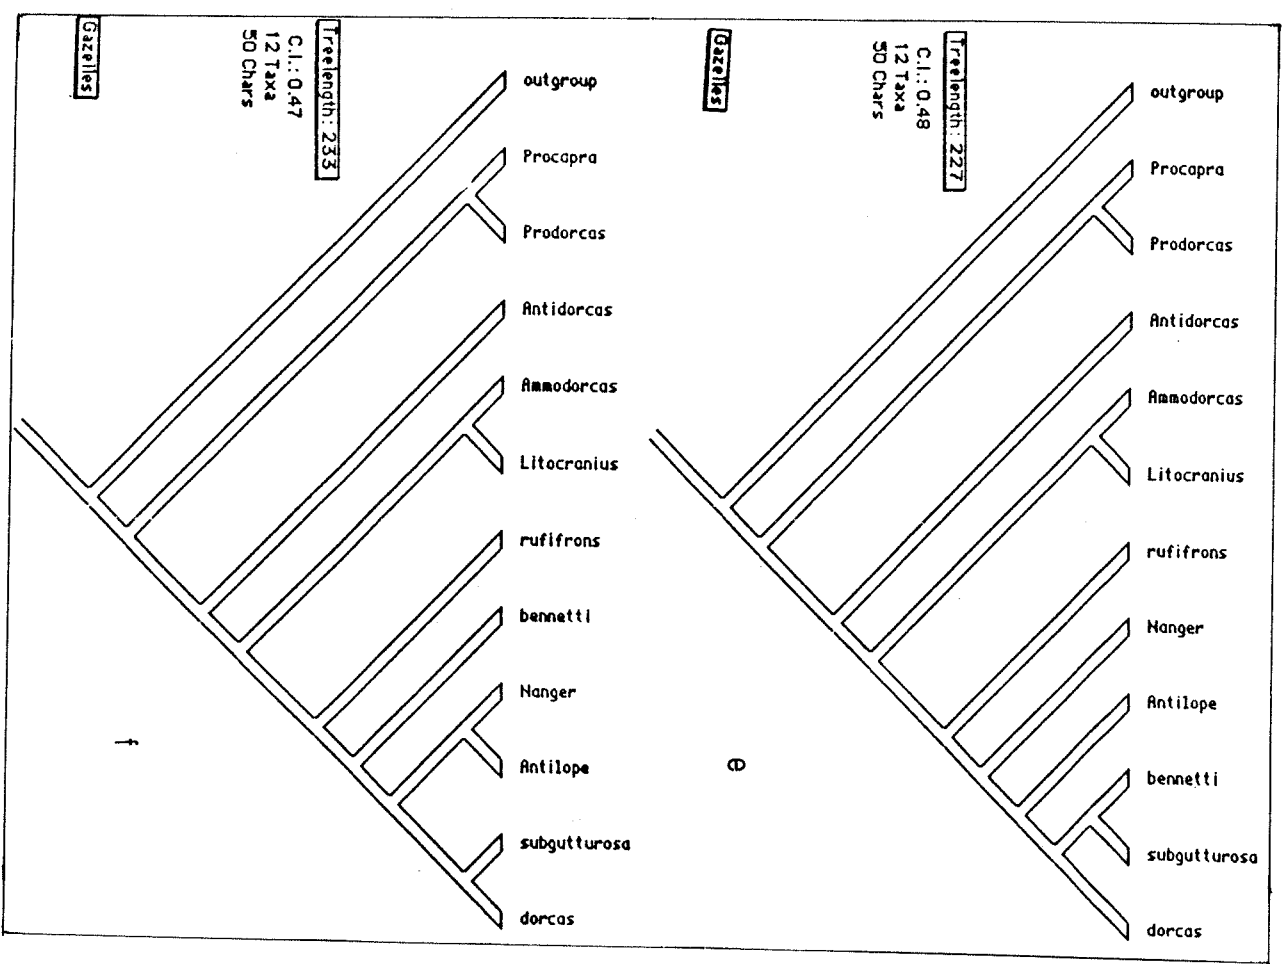 Gazelles
Treelength: 233
C.I.: 0.47
12 Taxa
50 Chars
outgroup
Procapra
Prodorcas
Antidorcas
Ammodorcas
Litocranius
rufifrons
bennetti
Nanger
Antilope
subgutturosa
dorcas
f
Gazelles
Treelength: 227
C.I.: 0.48
12 Taxa
50 Chars
outgroup
Procapra
Prodorcas
Antidorcas
Ammodorcas
Litocranius
rufifrons
Nanger
Antilope
bennetti
subgutturosa
dorcas
e